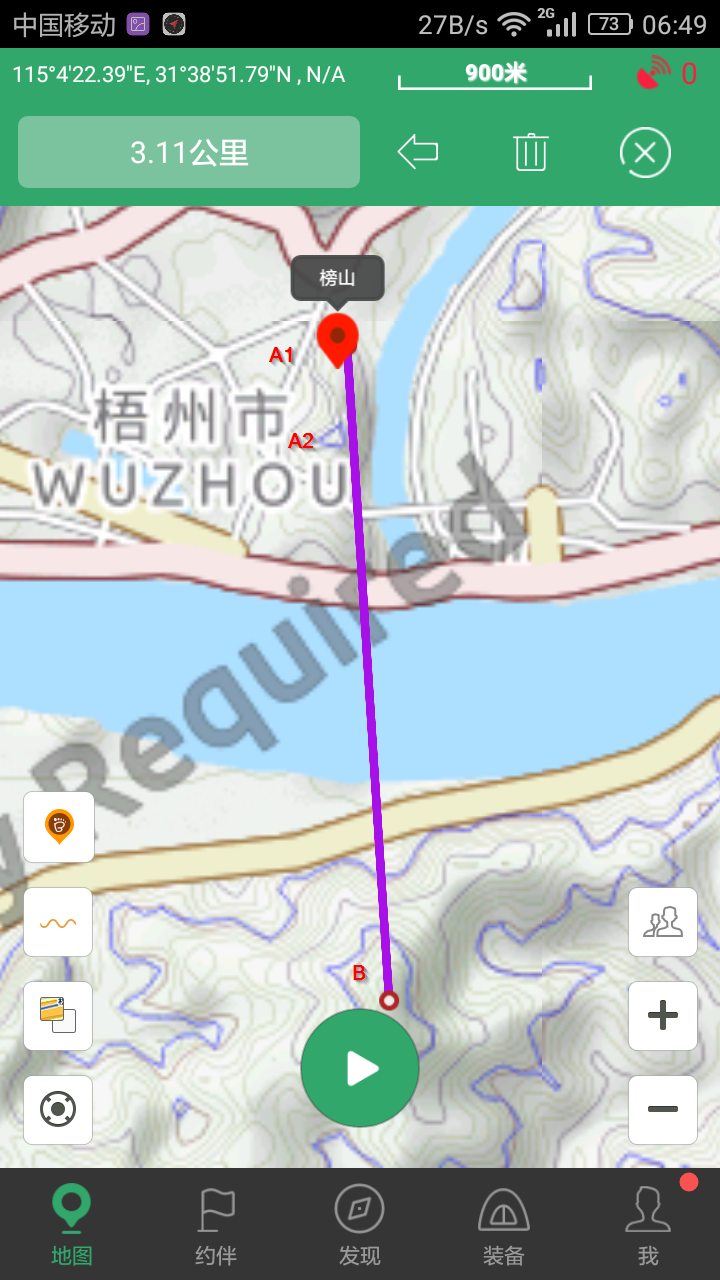 中国移动 27B/s 2G 73 06:49
115°4'22.39"E, 31°38'51.79"N , N/A 900米 0
3.11公里
榜山
A1
梧州市
A2
WUZHOU
y Required
B
地图 约伴 发现 装备 我